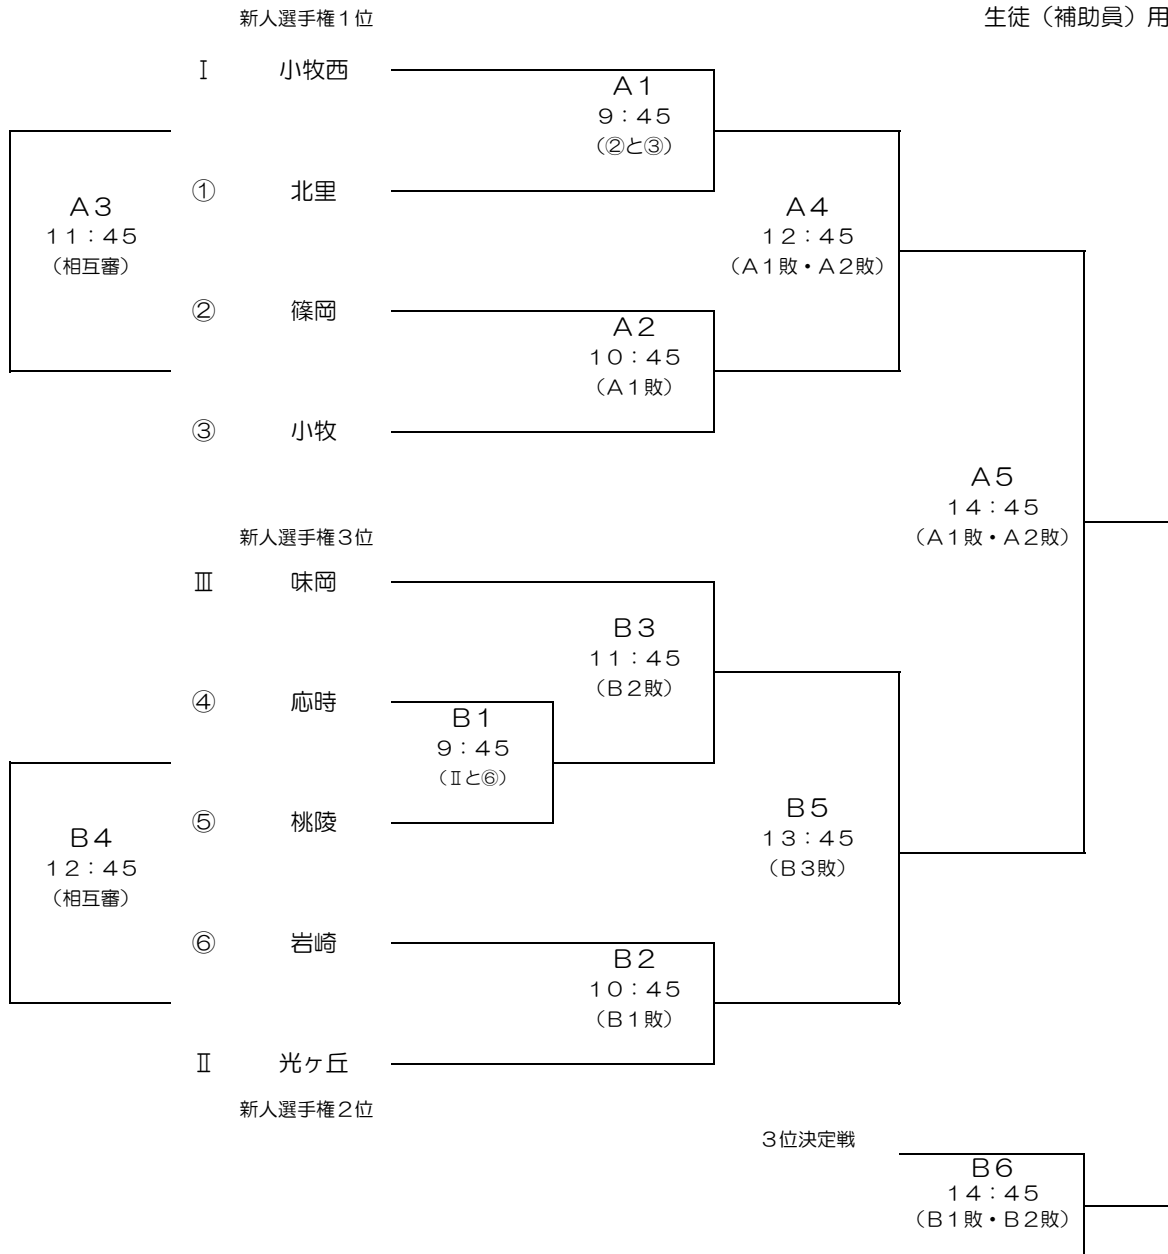 新人選手権１位
生徒（補助員）用
Ⅰ 小牧西
Ａ１
９：４５
（②と③）
① 北里
Ａ３
１１：４５
（相互審）
Ａ４
１２：４５
（Ａ１敗・Ａ２敗）
② 篠岡
Ａ２
１０：４５
（Ａ１敗）
③ 小牧
Ａ５
１４：４５
（Ａ１敗・Ａ２敗）
新人選手権３位
Ⅲ 味岡
Ｂ３
１１：４５
（Ｂ２敗）
④ 応時
Ｂ１
９：４５
（Ⅱと⑥）
⑤ 桃陵
Ｂ４
１２：４５
（相互審）
Ｂ５
１３：４５
（Ｂ３敗）
⑥ 岩崎
Ｂ２
１０：４５
（Ｂ１敗）
Ⅱ 光ヶ丘
新人選手権２位
３位決定戦
Ｂ６
１４：４５
（Ｂ１敗・Ｂ２敗）